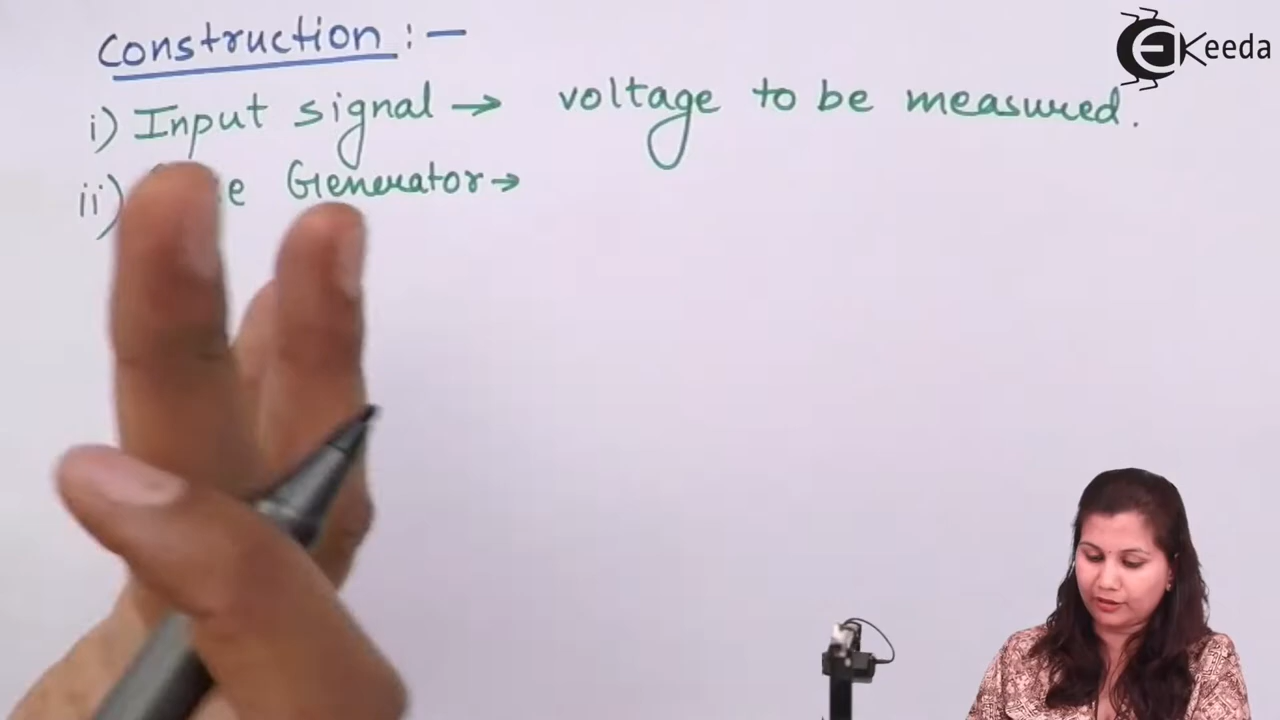 Construction : —
i) Input signal → voltage to be measured.
ii) Generator →
EKeeda